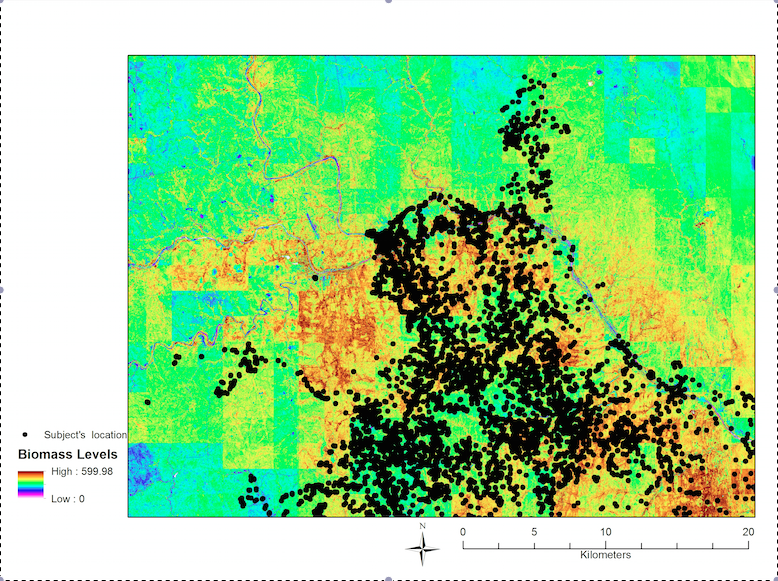 Subject's location
Biomass Levels
High : 599.98
Low : 0
N
0 5 10 20
Kilometers